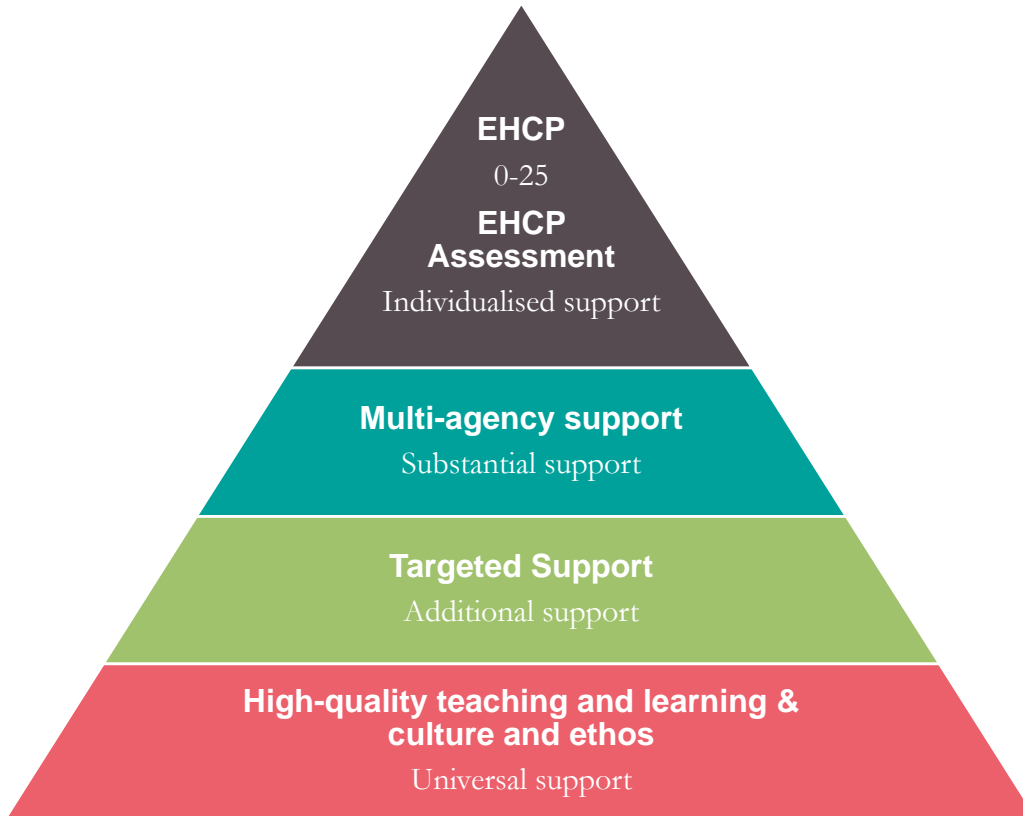 EHCP
0-25
EHCP
Assessment
Individualised support
Multi-agency support
Substantial support
Targeted Support
Additional support
High-quality teaching and learning &
culture and ethos
Universal support